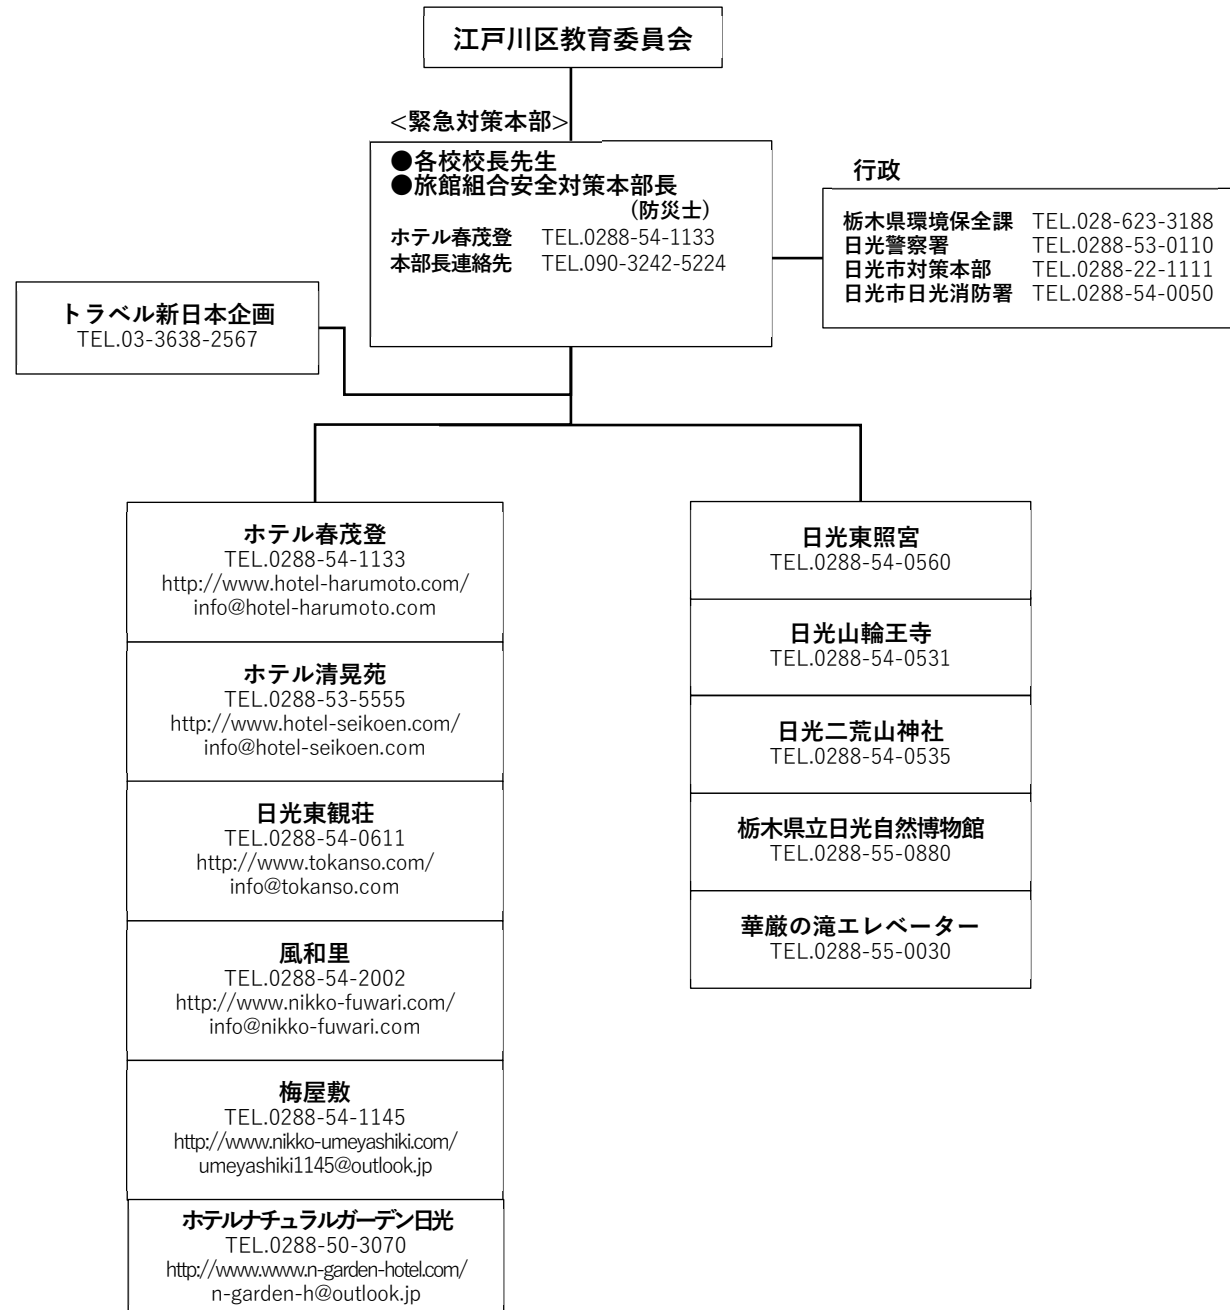 江戸川区教育委員会
<緊急対策本部>
●各校校長先生
●旅館組合安全対策本部長
(防災士)
ホテル春茂登 TEL.0288-54-1133
本部長連絡先 TEL.090-3242-5224
行政
栃木県環境保全課 TEL.028-623-3188
日光警察署 TEL.0288-53-0110
日光市対策本部 TEL.0288-22-1111
日光市日光消防署 TEL.0288-54-0050
トラベル新日本企画
TEL.03-3638-2567
ホテル春茂登
TEL.0288-54-1133
http://www.hotel-harumoto.com/
info@hotel-harumoto.com
ホテル清晃苑
TEL.0288-53-5555
http://www.hotel-seikoen.com/
info@hotel-seikoen.com
日光東観荘
TEL.0288-54-0611
http://www.tokanso.com/
info@tokanso.com
風和里
TEL.0288-54-2002
http://www.nikko-fuwari.com/
info@nikko-fuwari.com
梅屋敷
TEL.0288-54-1145
http://www.nikko-umeyashiki.com/
umeyashiki1145@outlook.jp
ホテルナチュラルガーデン日光
TEL.0288-50-3070
http://www.www.n-garden-hotel.com/
n-garden-h@outlook.jp
日光東照宮
TEL.0288-54-0560
日光山輪王寺
TEL.0288-54-0531
日光二荒山神社
TEL.0288-54-0535
栃木県立日光自然博物館
TEL.0288-55-0880
華厳の滝エレベーター
TEL.0288-55-0030